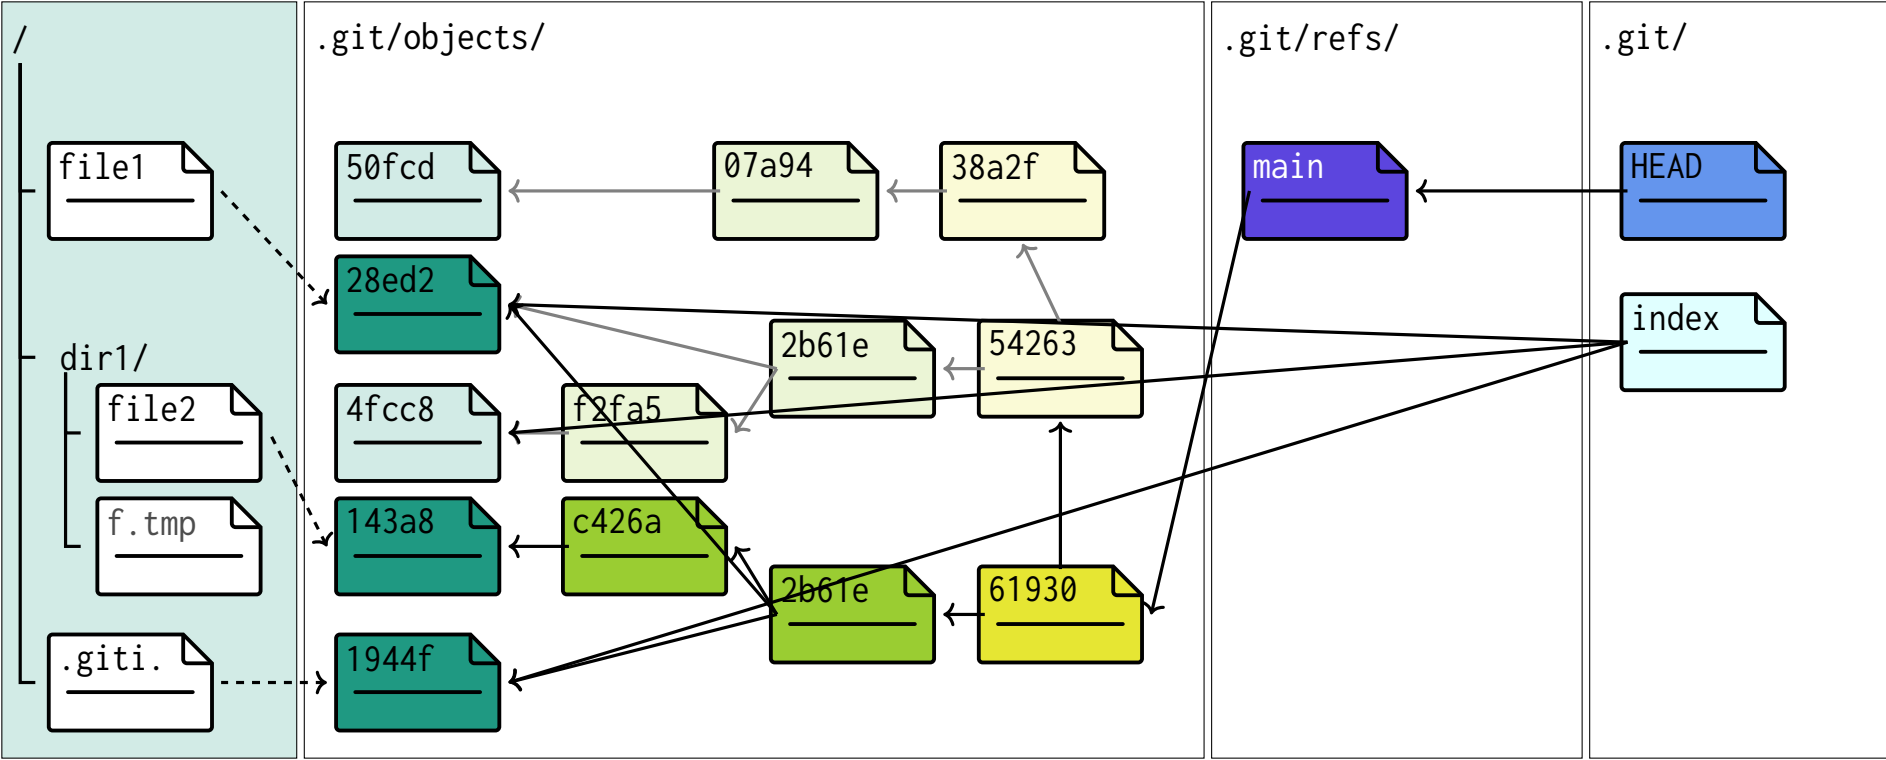 /
.git/objects/
.git/refs/
.git/
file1
50fcd
07a94
38a2f
main
HEAD
28ed2
index
dir1/
2b61e
54263
file2
4fcc8
f2fa5
f.tmp
143a8
c426a
2b61e
61930
.giti.
1944f